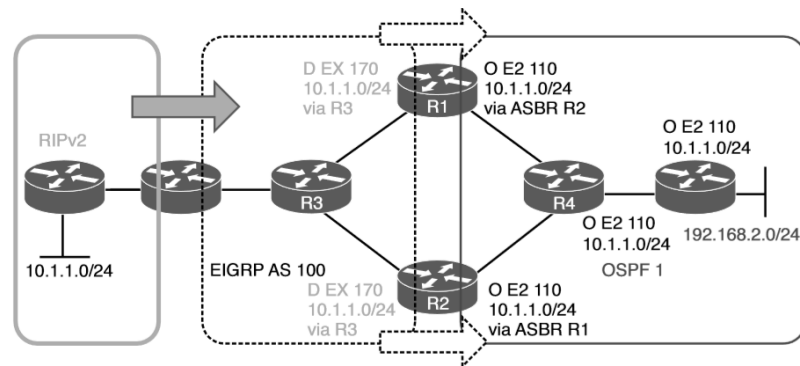 D EX 170
10.1.1.0/24
via R3
R1
O E2 110
10.1.1.0/24
via ASBR R2
RIPv2
O E2 110
10.1.1.0/24
R3
R4
10.1.1.0/24
EIGRP AS 100
O E2 110
10.1.1.0/24
OSPF 1
192.168.2.0/24
D EX 170
10.1.1.0/24
via R3
R2
O E2 110
10.1.1.0/24
via ASBR R1